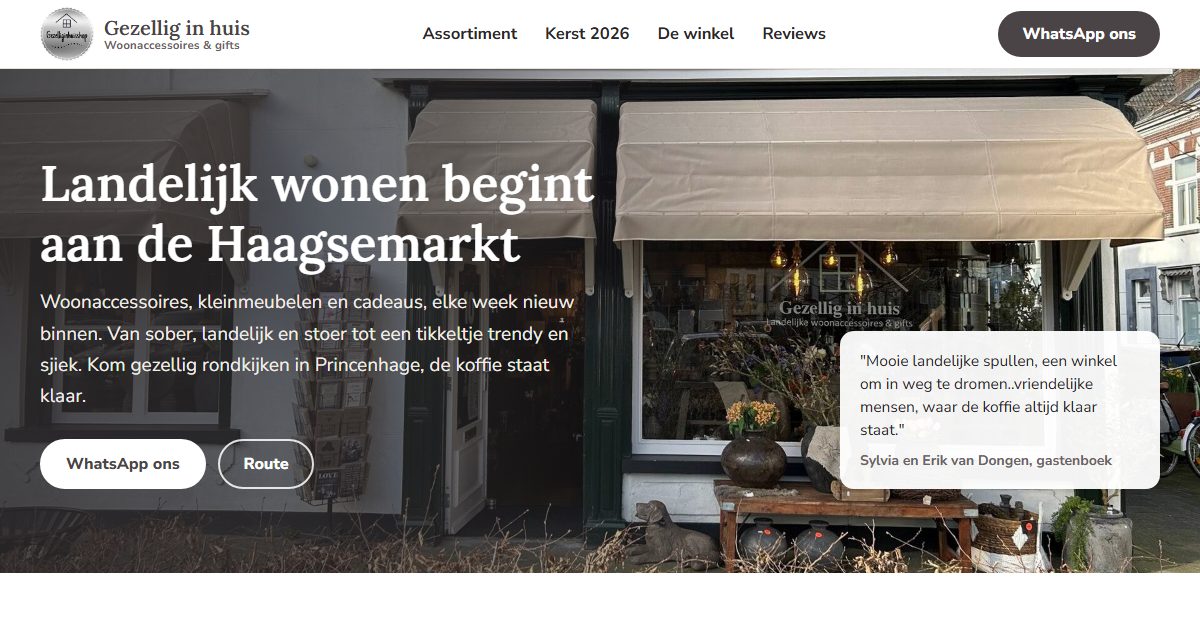 Gezelliginhuisshop
Gezellig in huis
Woonaccessoires & gifts
Assortiment
Kerst 2026
De winkel
Reviews
WhatsApp ons
Landelijk wonen begint
aan de Haagsemarkt
Woonaccessoires, kleinmeubelen en cadeaus, elke week nieuw
binnen. Van sober, landelijk en stoer tot een tikkeltje trendy en
sjiek. Kom gezellig rondkijken in Princenhage, de koffie staat
klaar.
WhatsApp ons
Route
Gezellig in huis
Landelijke woonaccessoires & gifts
"Mooie landelijke spullen, een winkel
om in weg te dromen..vriendelijke
mensen, waar de koffie altijd klaar
staat."
Sylvia en Erik van Dongen, gastenboek
LOVE